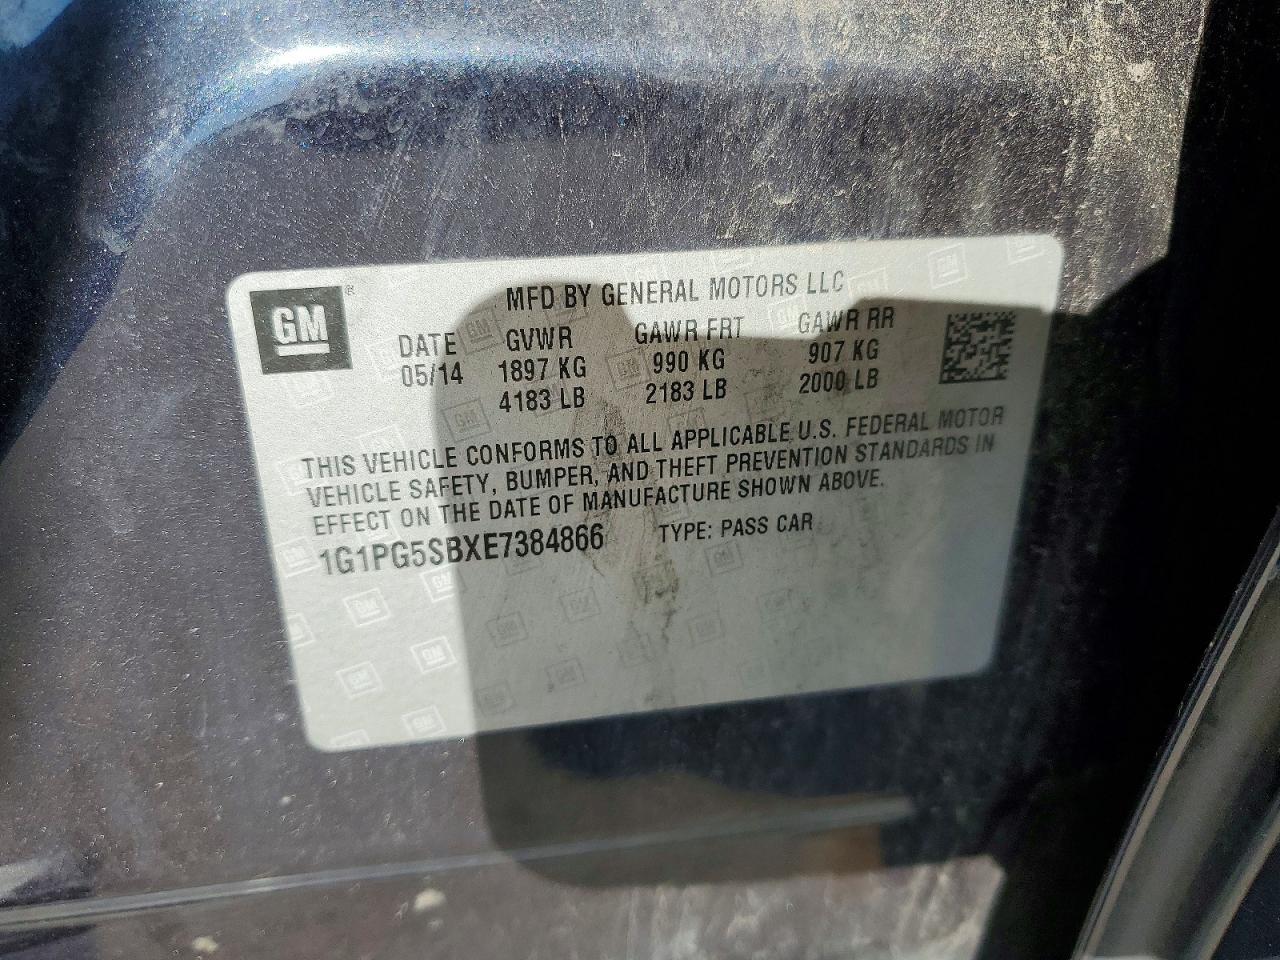 GM ®
MFD BY GENERAL MOTORS LLC
DATE GVWR GAWR FRT GAWR RR
05/14 1897 KG 990 KG 907 KG
4183 LB 2183 LB 2000 LB
THIS VEHICLE CONFORMS TO ALL APPLICABLE U.S. FEDERAL MOTOR
VEHICLE SAFETY, BUMPER, AND THEFT PREVENTION STANDARDS IN
EFFECT ON THE DATE OF MANUFACTURE SHOWN ABOVE.
1G1PG5SBXE7384866 TYPE: PASS CAR